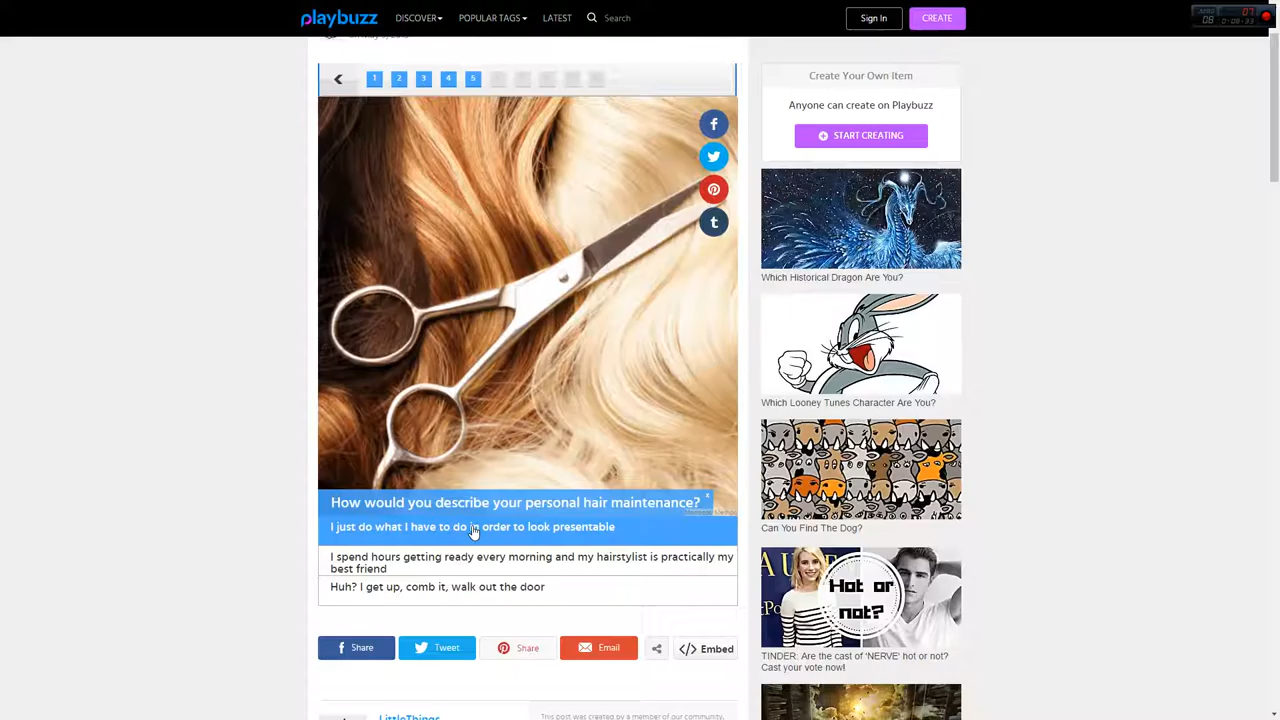 playbuzz
DISCOVER
POPULAR TAGS
LATEST
Search
Sign In
CREATE
1
2
3
4
5
Create Your Own Item
Anyone can create on Playbuzz
START CREATING
Which Historical Dragon Are You?
Which Looney Tunes Character Are You?
Can You Find The Dog?
Hot or
not?
TINDER: Are the cast of 'NERVE' hot or not?
Cast your vote now!
How would you describe your personal hair maintenance?
x
I just do what I have to do in order to look presentable
I spend hours getting ready every morning and my hairstylist is practically my
best friend
Huh? I get up, comb it, walk out the door
Share
Tweet
Share
Email
Embed
LittleThings
This post was created by a member of our community,